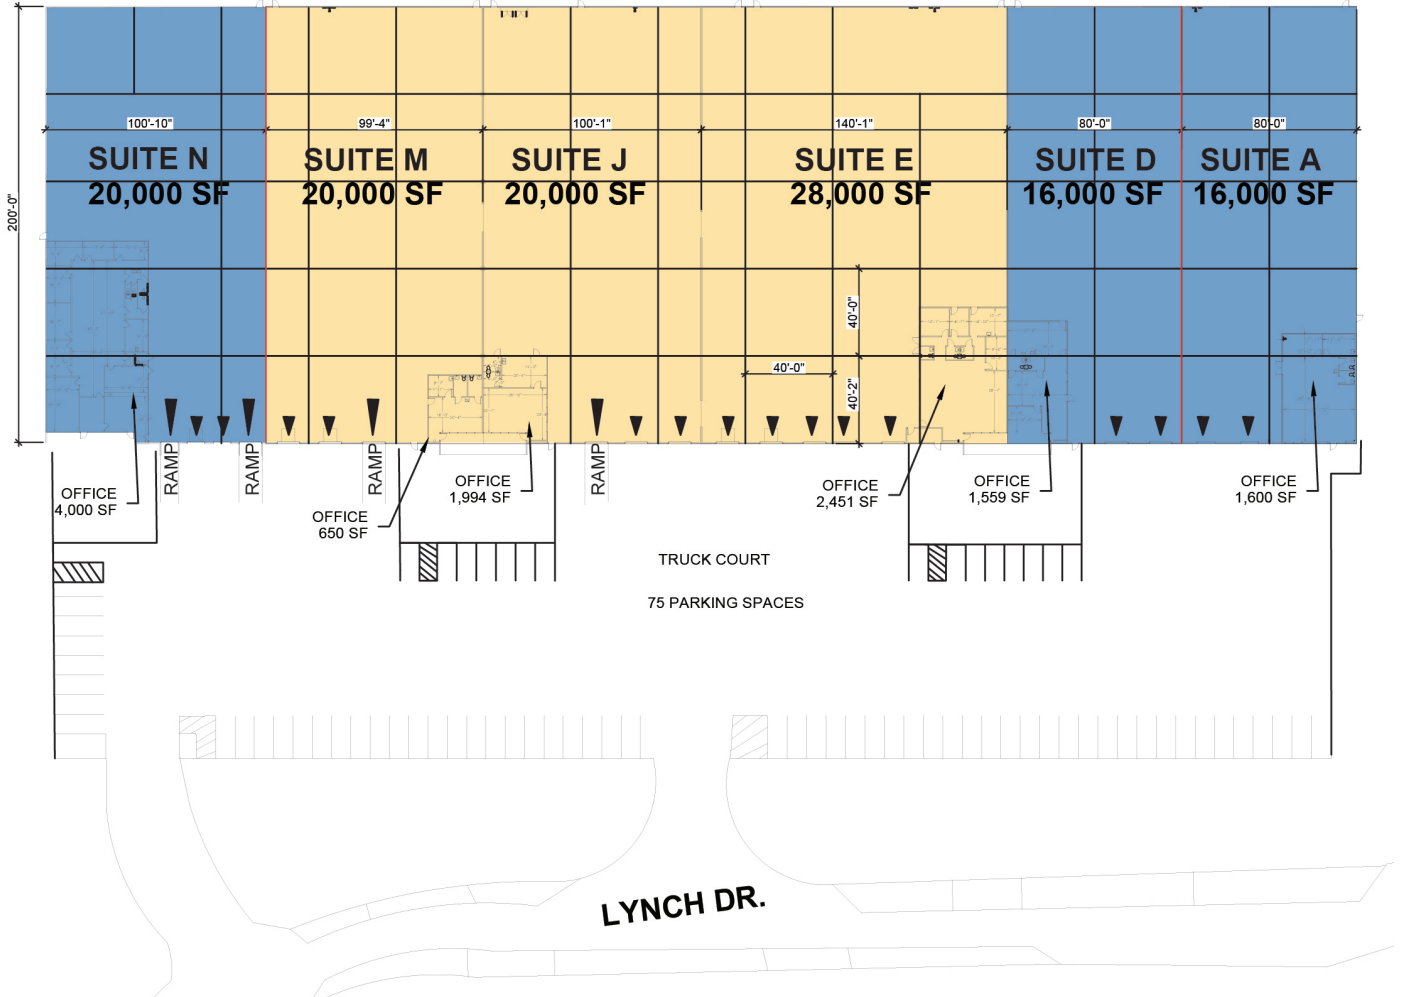 100'-10"
99'-4"
100'-1"
140'-1"
80'-0"
80'-0"
SUITE N
20,000 SF
SUITE M
20,000 SF
SUITE J
20,000 SF
SUITE E
28,000 SF
SUITE D
16,000 SF
SUITE A
16,000 SF
200'-0"
40'-0"
40'-0"
40'-2"
RAMP
RAMP
RAMP
RAMP
OFFICE
4,000 SF
OFFICE
650 SF
OFFICE
1,994 SF
OFFICE
2,451 SF
OFFICE
1,559 SF
OFFICE
1,600 SF
TRUCK COURT
75 PARKING SPACES
LYNCH DR.